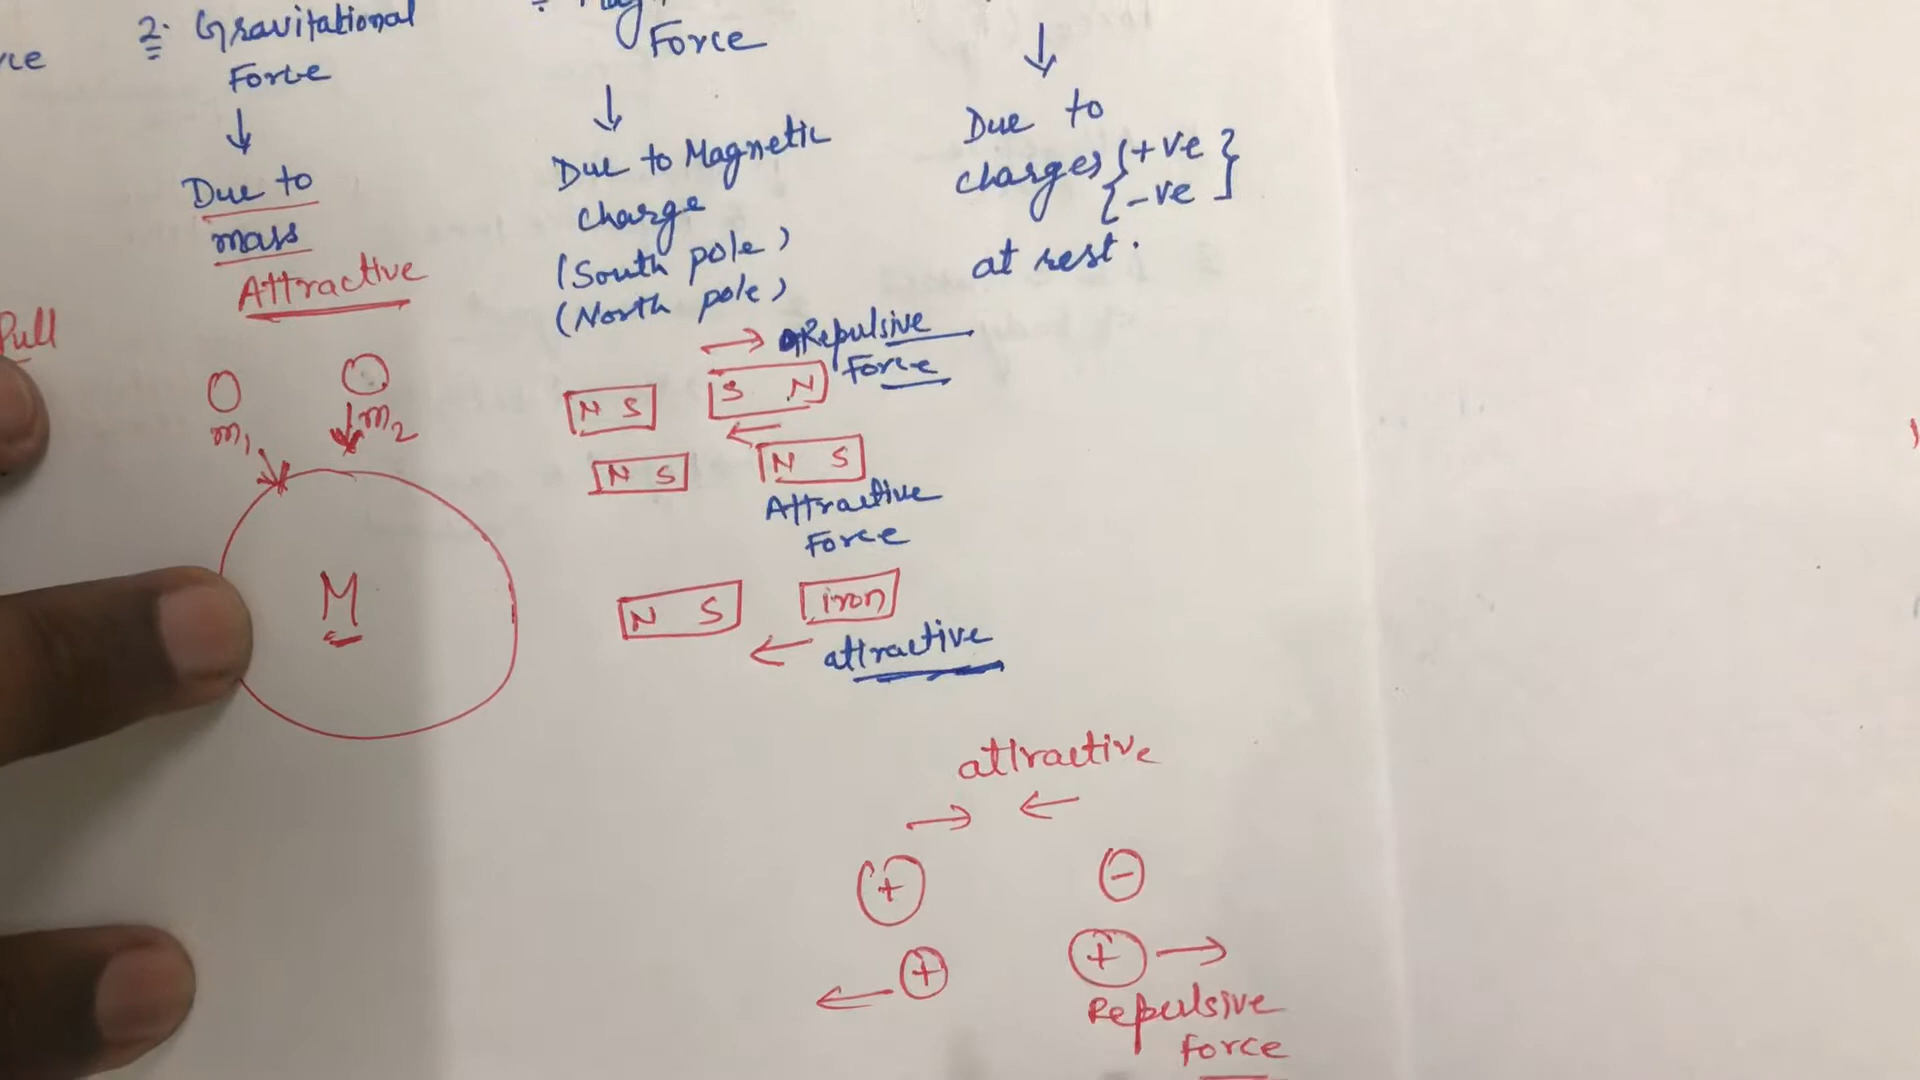 rce
2. Gravitational
Force
Due to
mass
Attractive
Pull
m1
m2
M
Force
Due to Magnetic
charge
(South pole)
(North pole)
Repulsive
Force
N S
S N
N S
N S
Attractive
Force
N S
iron
attractive
Due to
charges { +ve }
{ -ve }
at rest.
attractive
+
-
+
+
Repulsive
force